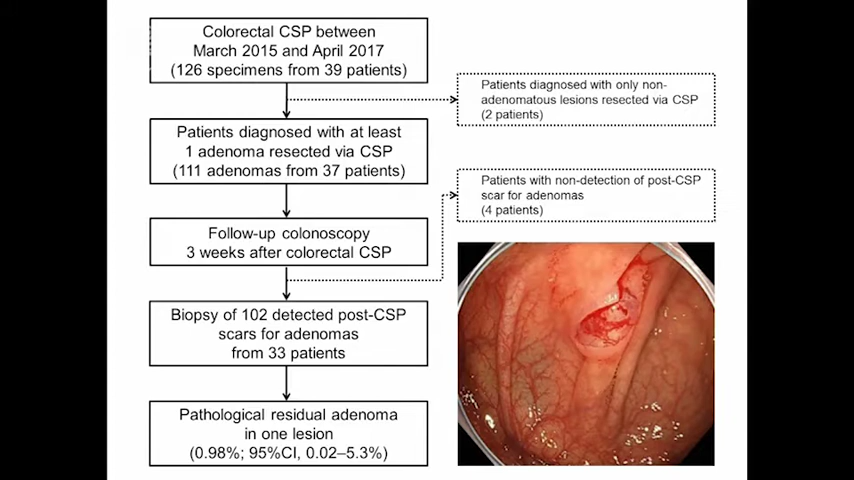 Colorectal CSP between
March 2015 and April 2017
(126 specimens from 39 patients)
Patients diagnosed with only non-
adenomatous lesions resected via CSP
(2 patients)
Patients diagnosed with at least
1 adenoma resected via CSP
(111 adenomas from 37 patients)
Patients with non-detection of post-CSP
scar for adenomas
(4 patients)
Follow-up colonoscopy
3 weeks after colorectal CSP
Biopsy of 102 detected post-CSP
scars for adenomas
from 33 patients
Pathological residual adenoma
in one lesion
(0.98%; 95%CI, 0.02–5.3%)